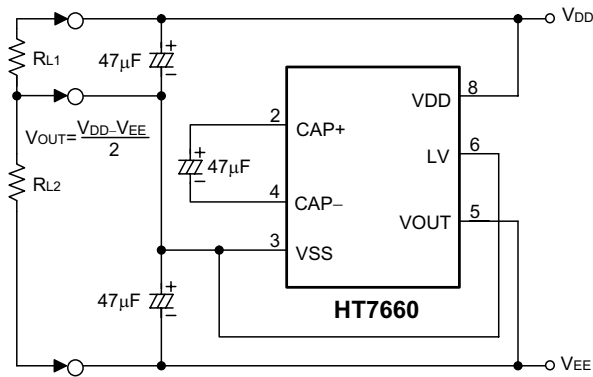 VDD
RL1
47µF
+
−
VDD
8
2
CAP+
6
LV
VOUT=VDD−VEE
2
+
47µF
−
RL2
4
CAP−
5
VOUT
3
VSS
47µF
+
−
HT7660
VEE